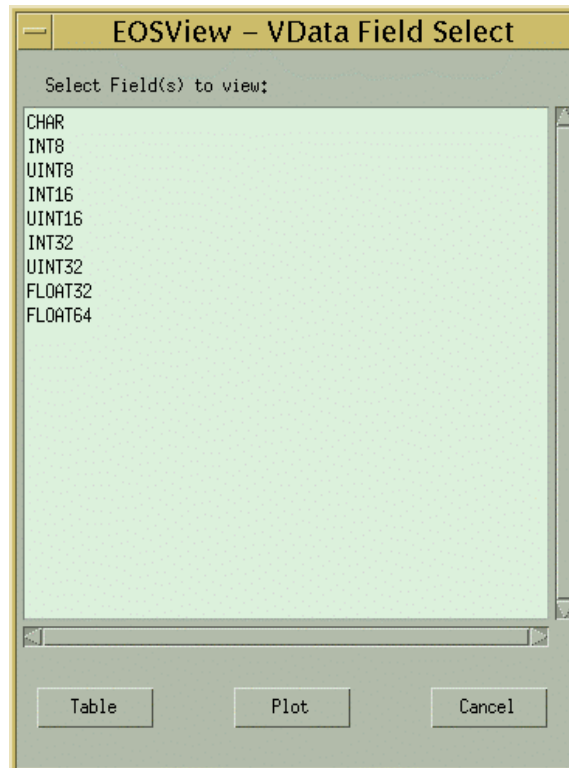 EOSView – VData Field Select
Select Field(s) to view:
CHAR
INT8
UINT8
INT16
UINT16
INT32
UINT32
FLOAT32
FLOAT64
Table
Plot
Cancel